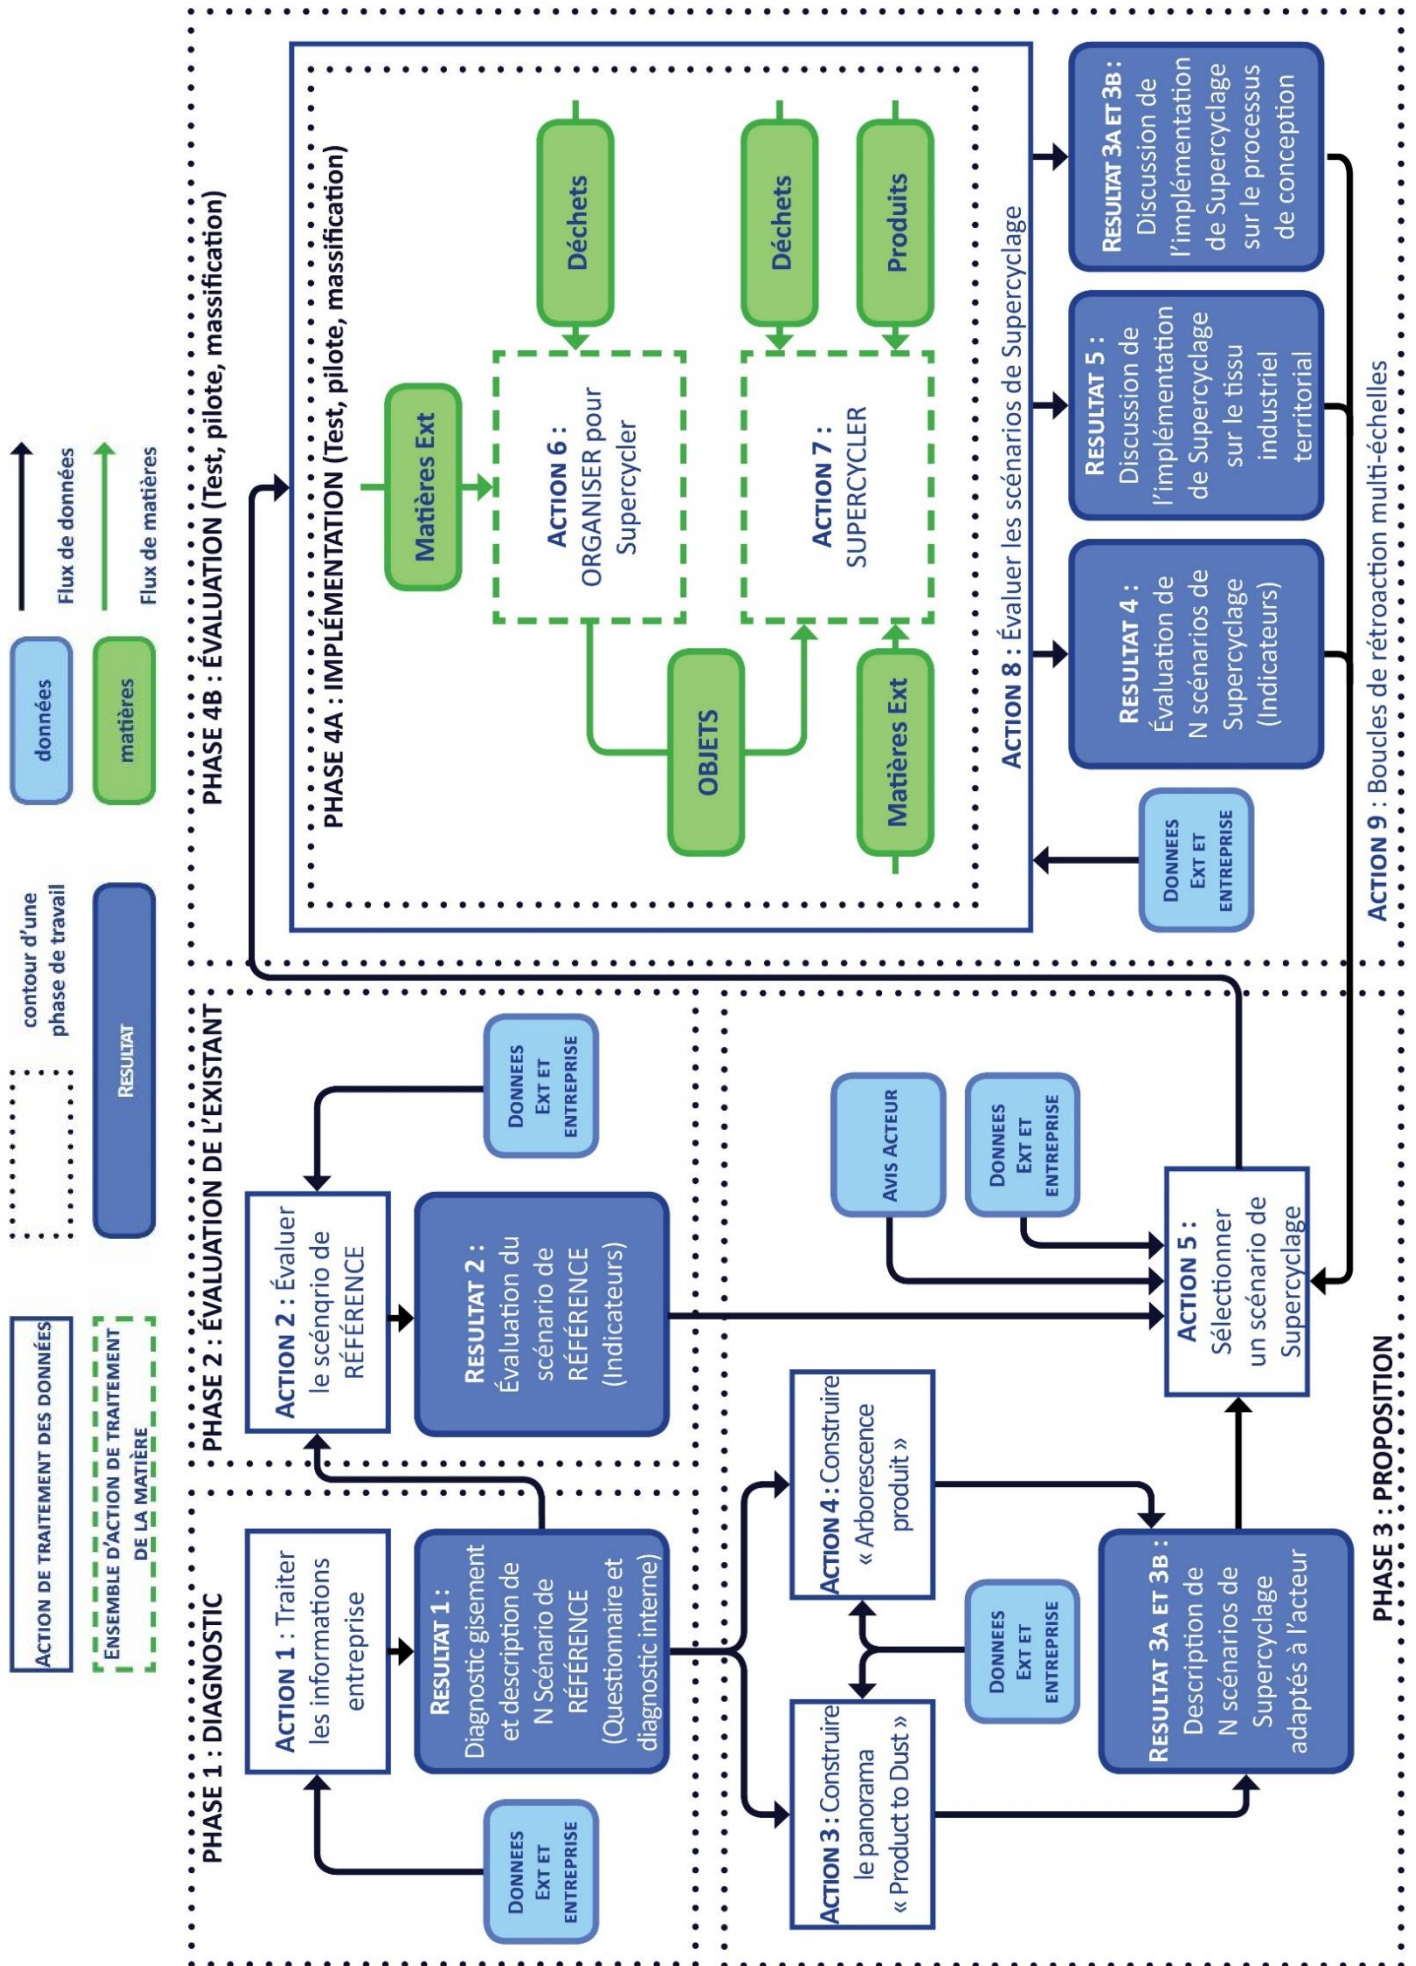 ACTION DE TRAITEMENT DES DONNÉES
ENSEMBLE D'ACTION DE TRAITEMENT
DE LA MATIÈRE
contour d'une
phase de travail
RESULTAT
données
matières
Flux de données
Flux de matières
PHASE 1 : DIAGNOSTIC
ACTION 1 : Traiter
les informations
entreprise
DONNEES
EXT ET
ENTREPRISE
RESULTAT 1 :
Diagnostic gisement
et description de
N Scénario de
RÉFÉRENCE
(Questionnaire et
diagnostic interne)
PHASE 2 : ÉVALUATION DE L'EXISTANT
ACTION 2 : Évaluer
le scénqrio de
RÉFÉRENCE
RESULTAT 2 :
Évaluation du
scénario de
RÉFÉRENCE
(Indicateurs)
DONNEES
EXT ET
ENTREPRISE
ACTION 3 : Construire
le panorama
« Product to Dust »
ACTION 4 : Construire
« Arborescence
produit »
DONNEES
EXT ET
ENTREPRISE
RESULTAT 3A ET 3B :
Description de
N scénarios de
Supercyclage
adaptés à l'acteur
AVIS ACTEUR
DONNEES
EXT ET
ENTREPRISE
ACTION 5 :
Sélectionner
un scénario de
Supercyclage
PHASE 3 : PROPOSITION
PHASE 4B : ÉVALUATION (Test, pilote, massification)
PHASE 4A : IMPLÉMENTATION (Test, pilote, massification)
Matières Ext
ACTION 6 :
ORGANISER pour
Supercycler
Déchets
OBJETS
ACTION 7 :
SUPERCYCLER
Déchets
Matières Ext
Produits
ACTION 8 : Évaluer les scénarios de Supercyclage
DONNEES
EXT ET
ENTREPRISE
RESULTAT 4 :
Évaluation de
N scénarios de
Supercyclage
(Indicateurs)
RESULTAT 5 :
Discussion de
l'implémentation
de Supercyclage
sur le tissu
industriel
territorial
RESULTAT 3A ET 3B :
Discussion de
l'implémentation
de Supercyclage
sur le processus
de conception
ACTION 9 : Boucles de rétroaction multi-échelles